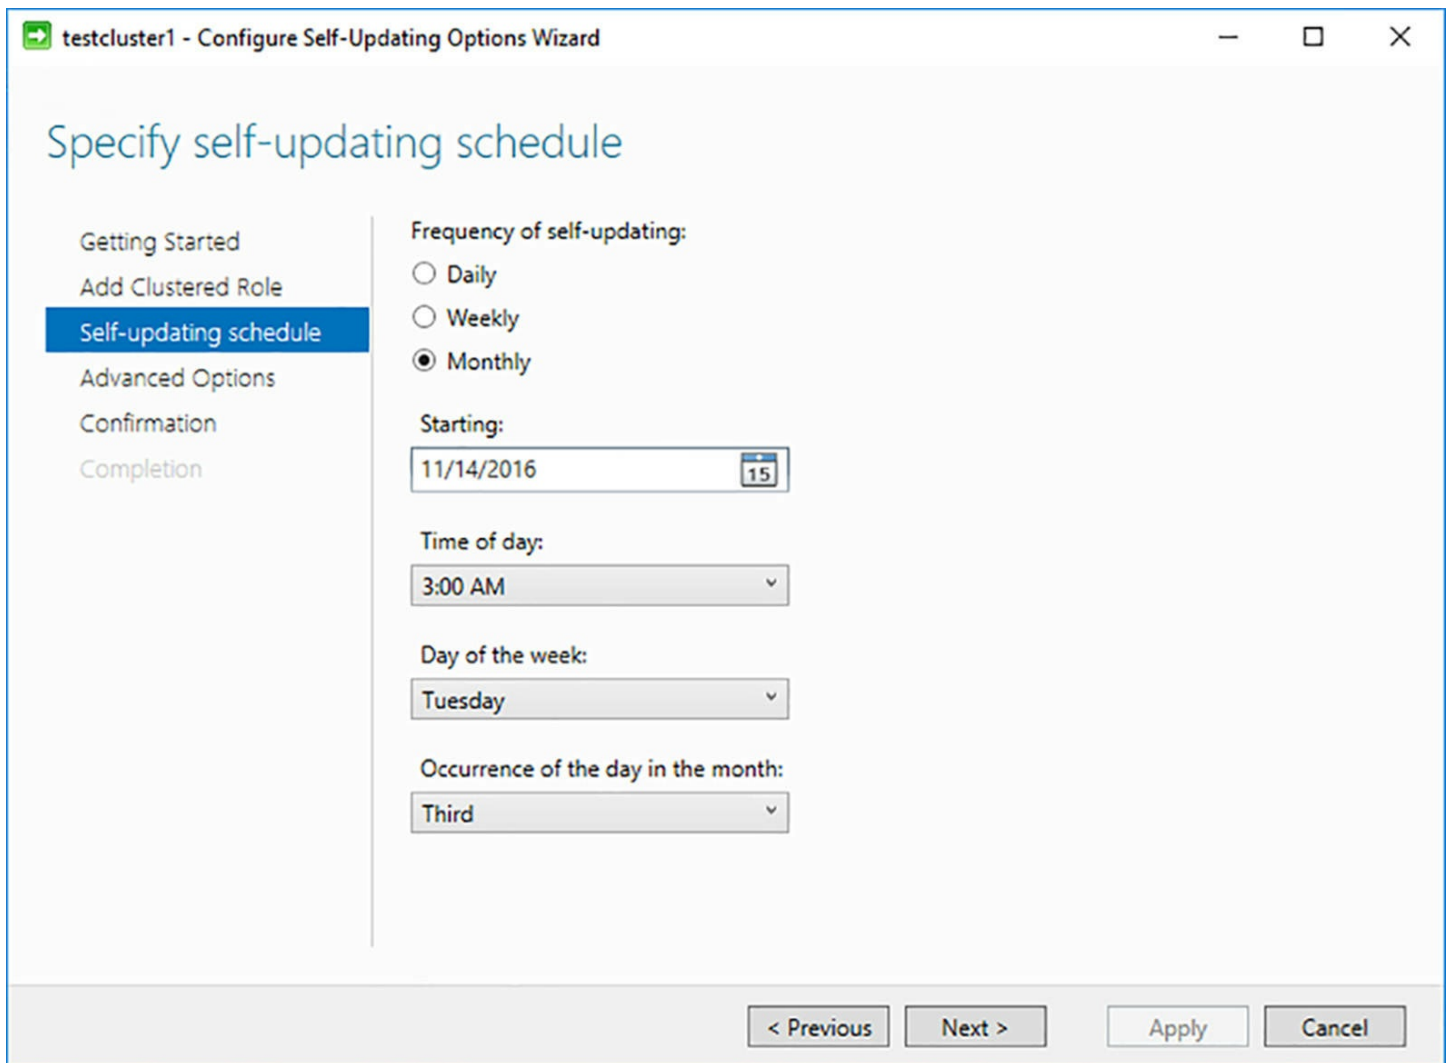 testcluster1 - Configure Self-Updating Options Wizard
Specify self-updating schedule
Getting Started
Add Clustered Role
Self-updating schedule
Advanced Options
Confirmation
Completion
Frequency of self-updating:
Daily
Weekly
Monthly
Starting:
11/14/2016
15
Time of day:
3:00 AM
Day of the week:
Tuesday
Occurrence of the day in the month:
Third
< Previous
Next >
Apply
Cancel